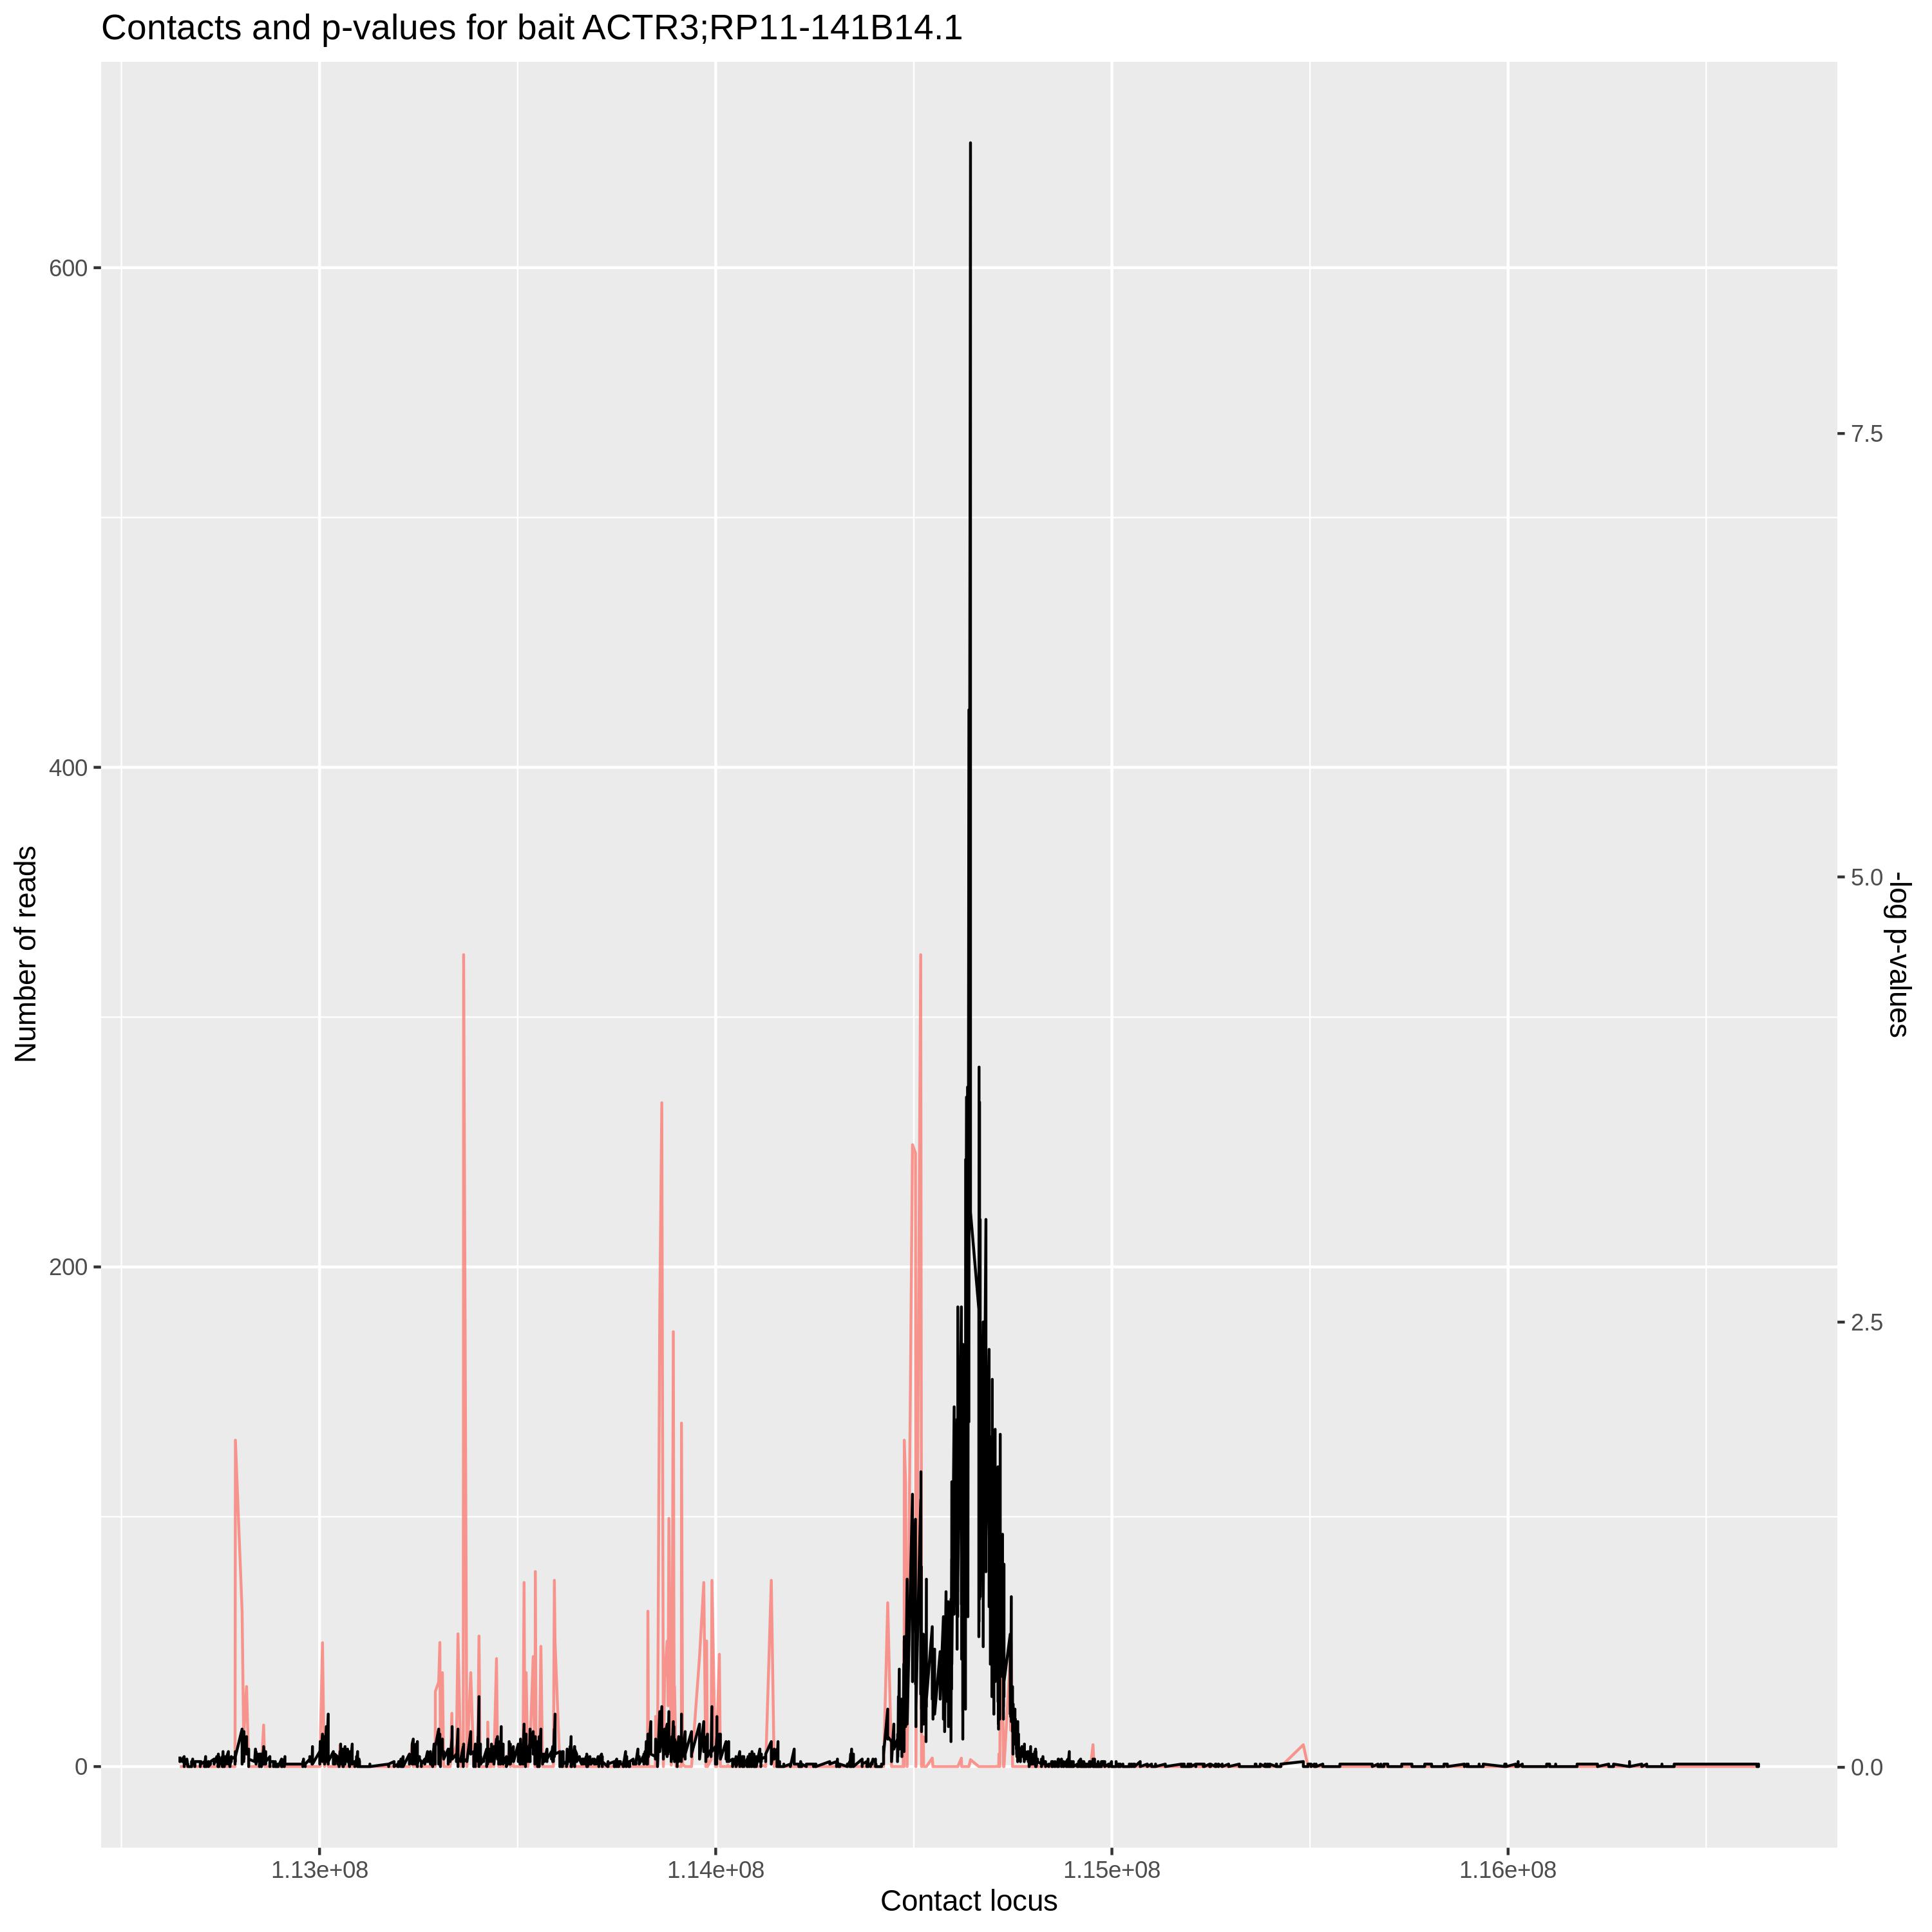 Contacts and p-values for bait ACTR3;RP11-141B14.1
600
400
200
0
Number of reads
7.5
5.0
2.5
0.0
-log p-values
1.13e+08
1.14e+08
1.15e+08
1.16e+08
Contact locus